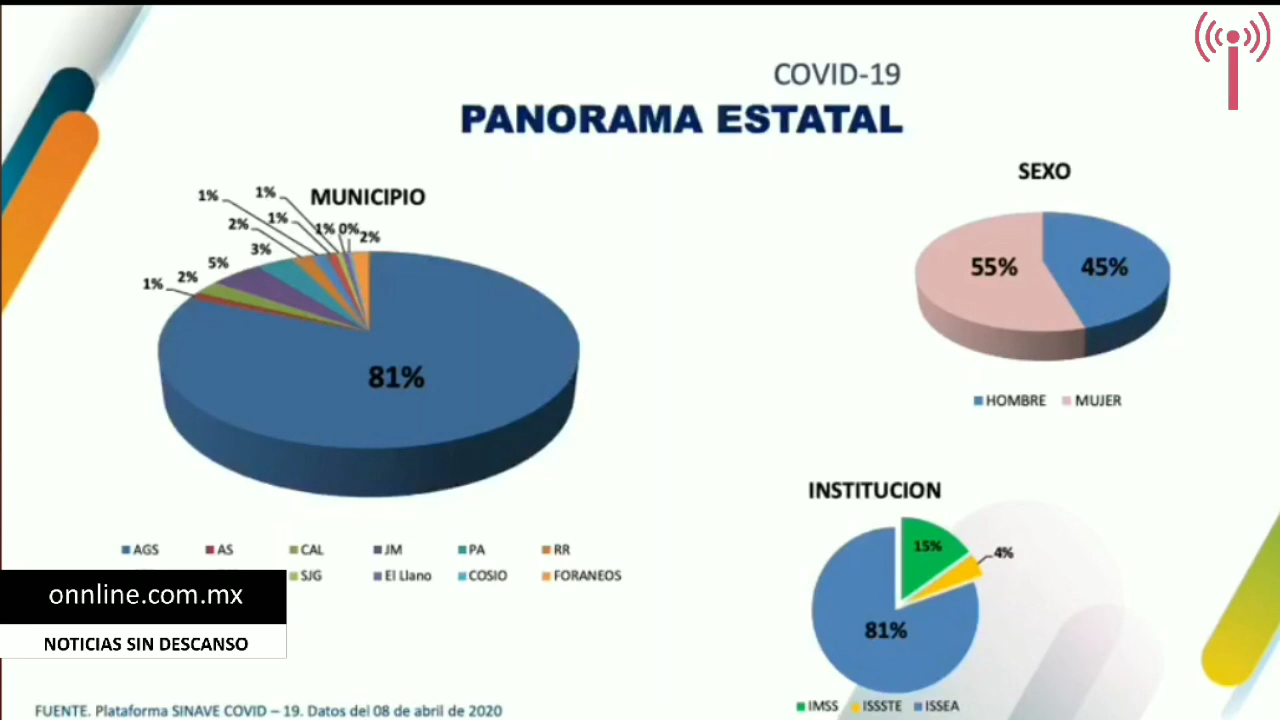 COVID-19
PANORAMA ESTATAL
MUNICIPIO
1%
1%
2%
1%
1%
0%
2%
3%
5%
2%
1%
81%
AGS AS CAL JM PA RR
SJG El Llano COSIO FORANEOS
SEXO
55% 45%
HOMBRE MUJER
INSTITUCION
15%
4%
81%
IMSS ISSSTE ISSEA
onnline.com.mx
NOTICIAS SIN DESCANSO
FUENTE. Plataforma SINAVE COVID – 19. Datos del 08 de abril de 2020